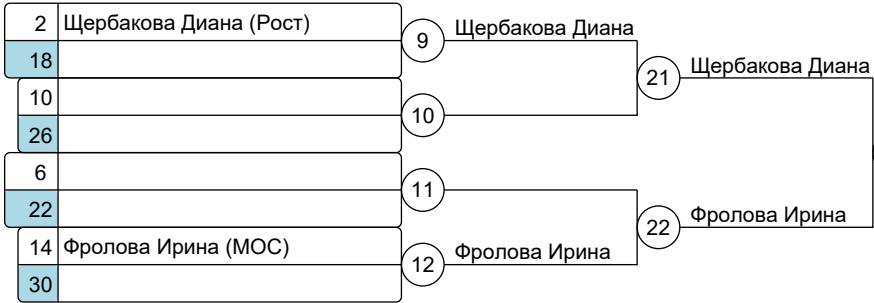 2 Щербакова Диана (Рост)
9 Щербакова Диана
18
21 Щербакова Диана
10
10
26
6
11
22
22 Фролова Ирина
14 Фролова Ирина (МОС)
12 Фролова Ирина
30